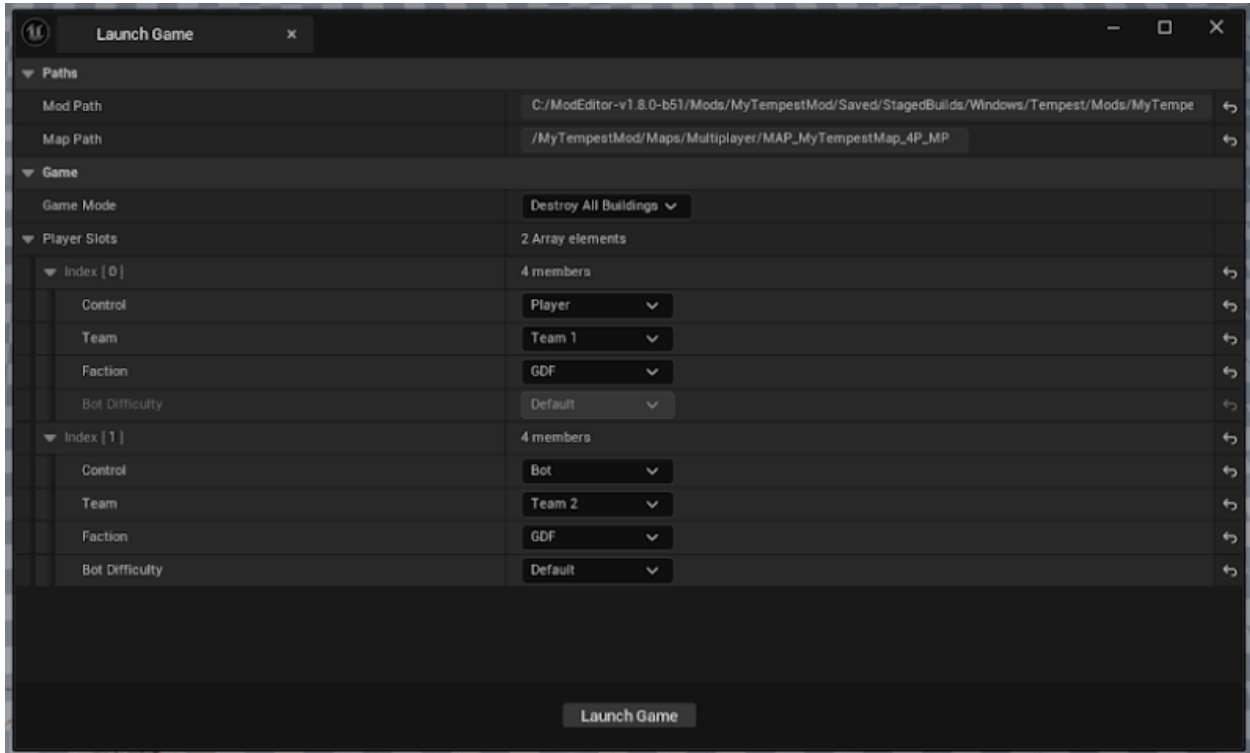 Launch Game
Paths
Mod Path C:/ModEditor-v1.8.0-b51/Mods/MyTempestMod/Saved/StagedBuilds/Windows/Tempest/Mods/MyTempe
Map Path /MyTempestMod/Maps/Multiplayer/MAP_MyTempestMap_4P_MP
Game
Game Mode Destroy All Buildings
Player Slots 2 Array elements
Index [ 0 ] 4 members
Control Player
Team Team 1
Faction GDF
Bot Difficulty Default
Index [ 1 ] 4 members
Control Bot
Team Team 2
Faction GDF
Bot Difficulty Default
Launch Game